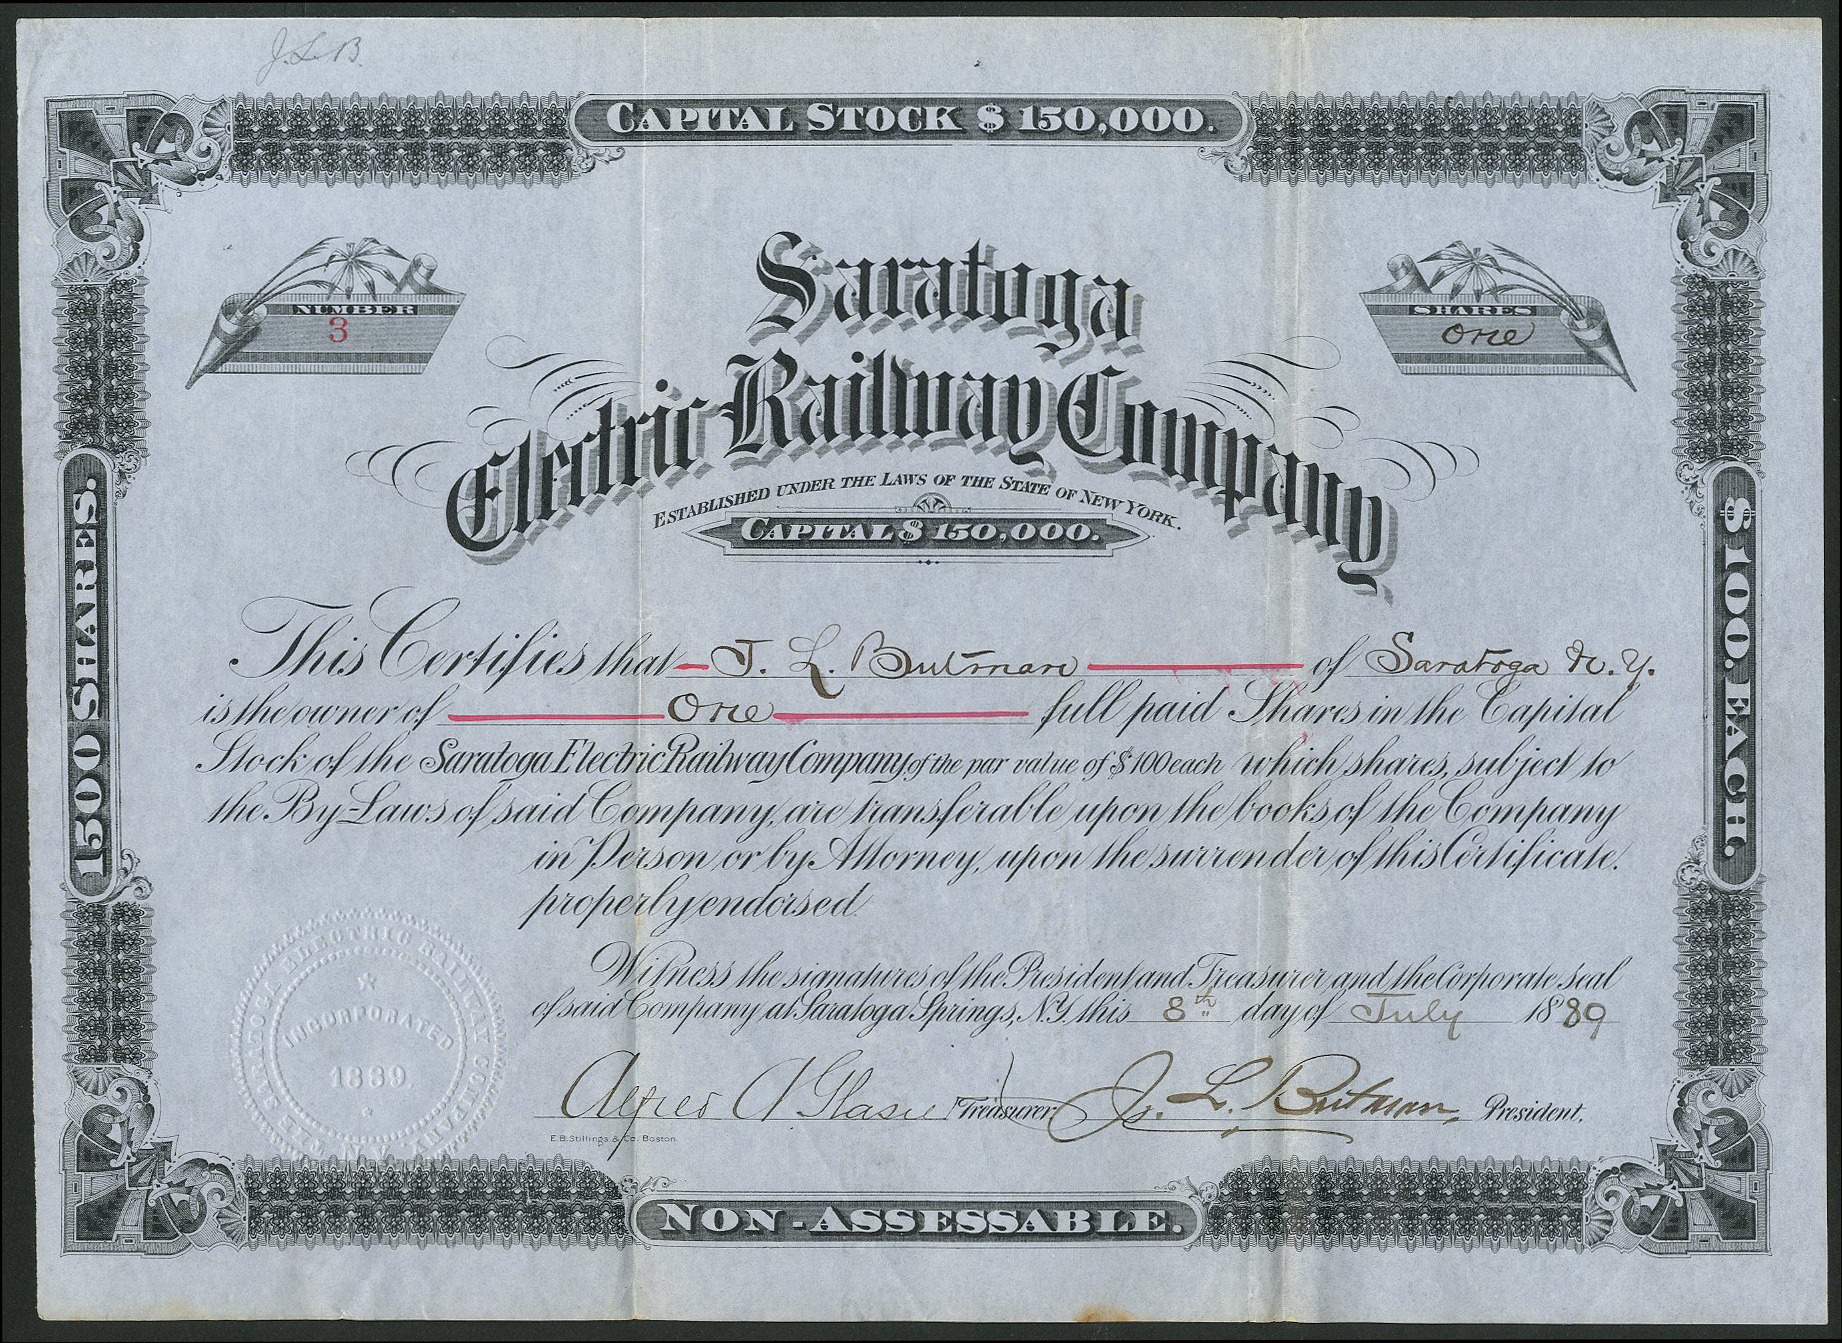 J. L. B.
CAPITAL STOCK $ 150,000.
NUMBER
3
SHARES
One
Saratoga
Electric Railway Company
ESTABLISHED UNDER THE LAWS OF THE STATE OF NEW YORK.
CAPITAL $ 150,000.
1500 SHARES.
$100. EACH.
This Certifies that J. L. Butman of Saratoga N. Y.
is the owner of One full paid Shares in the Capital
Stock of the Saratoga Electric Railway Company, of the par value of $100 each which shares, subject to
the By-Laws of said Company, are transferable upon the books of the Company
in Person or by Attorney, upon the surrender of this Certificate,
properly endorsed.
Witness the signatures of the President and Treasurer and the Corporate seal
of said Company at Saratoga Springs, N.Y. this 8th day of July 1889
SARATOGA ELECTRIC RAILWAY COMPANY
INCORPORATED
1889.
N.Y.
Alfred Treasurer J. L. Butman, President.
E.B. Stillings & Co. Boston
NON-ASSESSABLE.